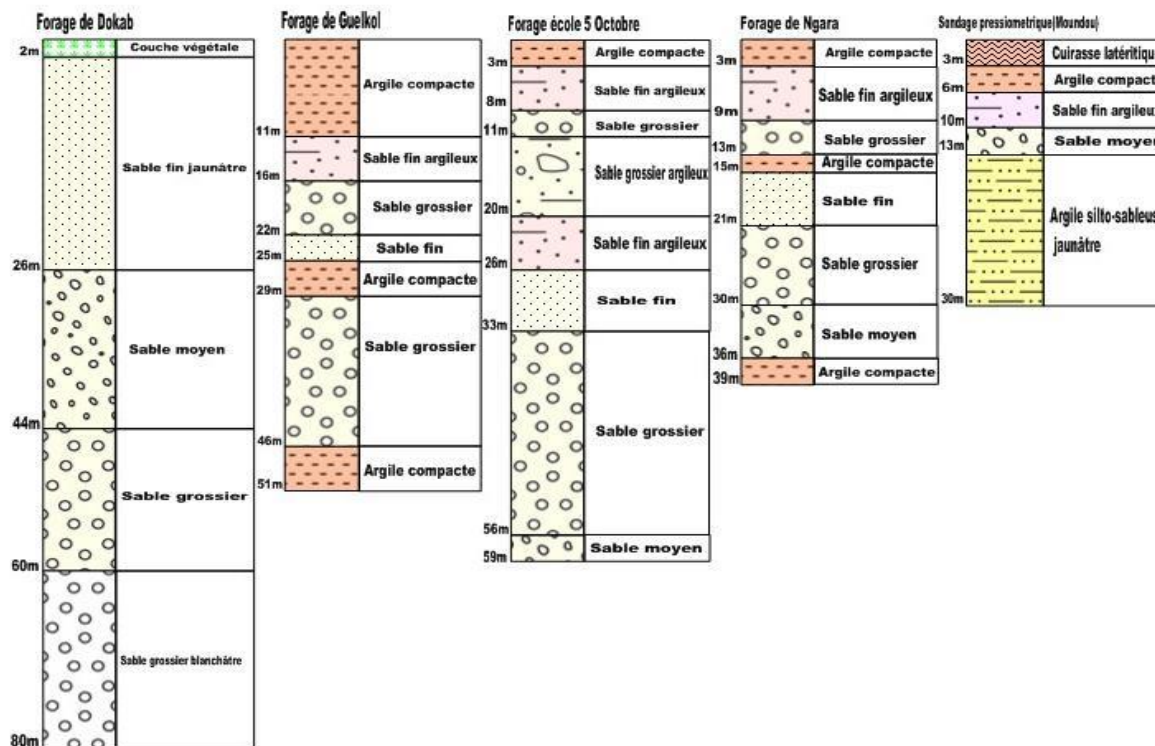 Forage de Dokab
2m
Couche végétale
Sable fin jaunâtre
26m
Sable moyen
44m
Sable grossier
60m
Sable grossier blanchâtre
80m
Forage de Guelkol
Argile compacte
11m
Sable fin argileux
16m
Sable grossier
22m
Sable fin
25m
Argile compacte
29m
Sable grossier
46m
Argile compacte
51m
Forage école 5 Octobre
Argile compacte
3m
Sable fin argileux
8m
Sable grossier
11m
Sable grossier argileux
20m
Sable fin argileux
26m
Sable fin
33m
Sable grossier
56m
Sable moyen
59m
Forage de Ngara
Argile compacte
3m
Sable fin argileux
9m
Sable grossier
13m
Argile compacte
15m
Sable fin
21m
Sable grossier
30m
Sable moyen
36m
Argile compacte
39m
Sondage pressiometrique(Moundou)
Cuirasse latéritiqu
3m
Argile compact
6m
Sable fin argileux
10m
Sable moyen
13m
Argile silto-sableus
jaunâtre
30m